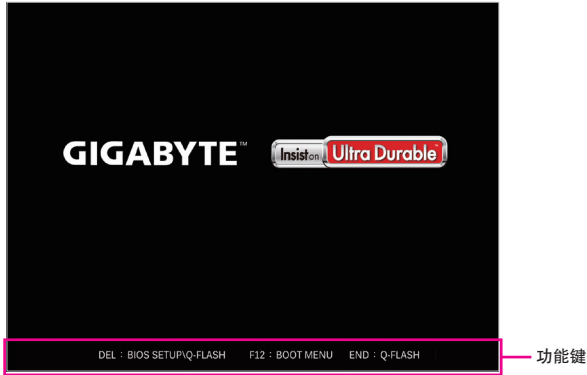 GIGABYTE™ Insist on Ultra Durable™
DEL : BIOS SETUP\Q-FLASH F12 : BOOT MENU END : Q-FLASH
功能键